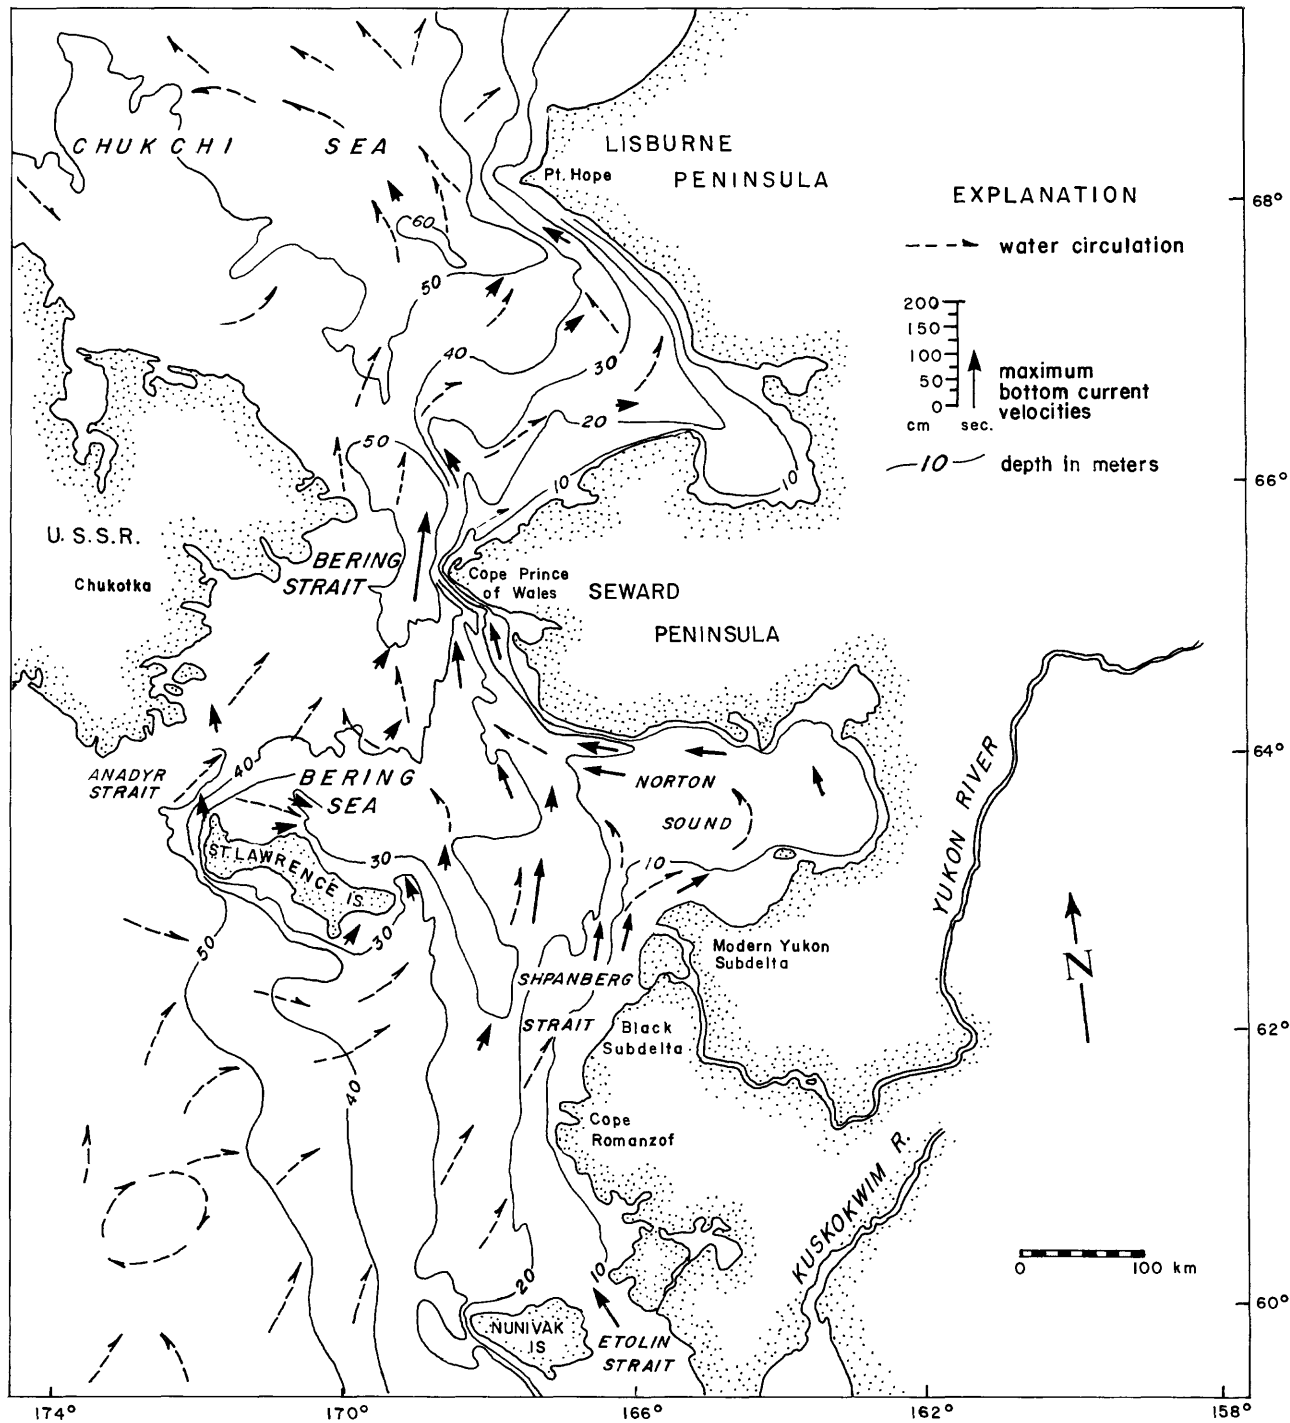 CHUKCHI SEA
LISBURNE
PENINSULA
Pt. Hope
EXPLANATION
water circulation
200
150
100
50
0
cm sec.
maximum
bottom current
velocities
10 depth in meters
68°
66°
64°
62°
60°
60
50
40
30
20
50
10
10
U.S.S.R.
Chukotka
BERING
STRAIT
Cope Prince
of Wales
SEWARD
PENINSULA
ANADYR
STRAIT
40
BERING
SEA
NORTON
SOUND
YUKON RIVER
ST. LAWRENCE IS.
30
10
30
50
N
Modern Yukon
Subdelta
SHPANBERG
STRAIT
Black
Subdelta
40
Cope
Romanzof
KUSKOKWIM R.
0 100 km
20
10
NUNIVAK
IS
ETOLIN
STRAIT
174° 170° 166° 162° 158°